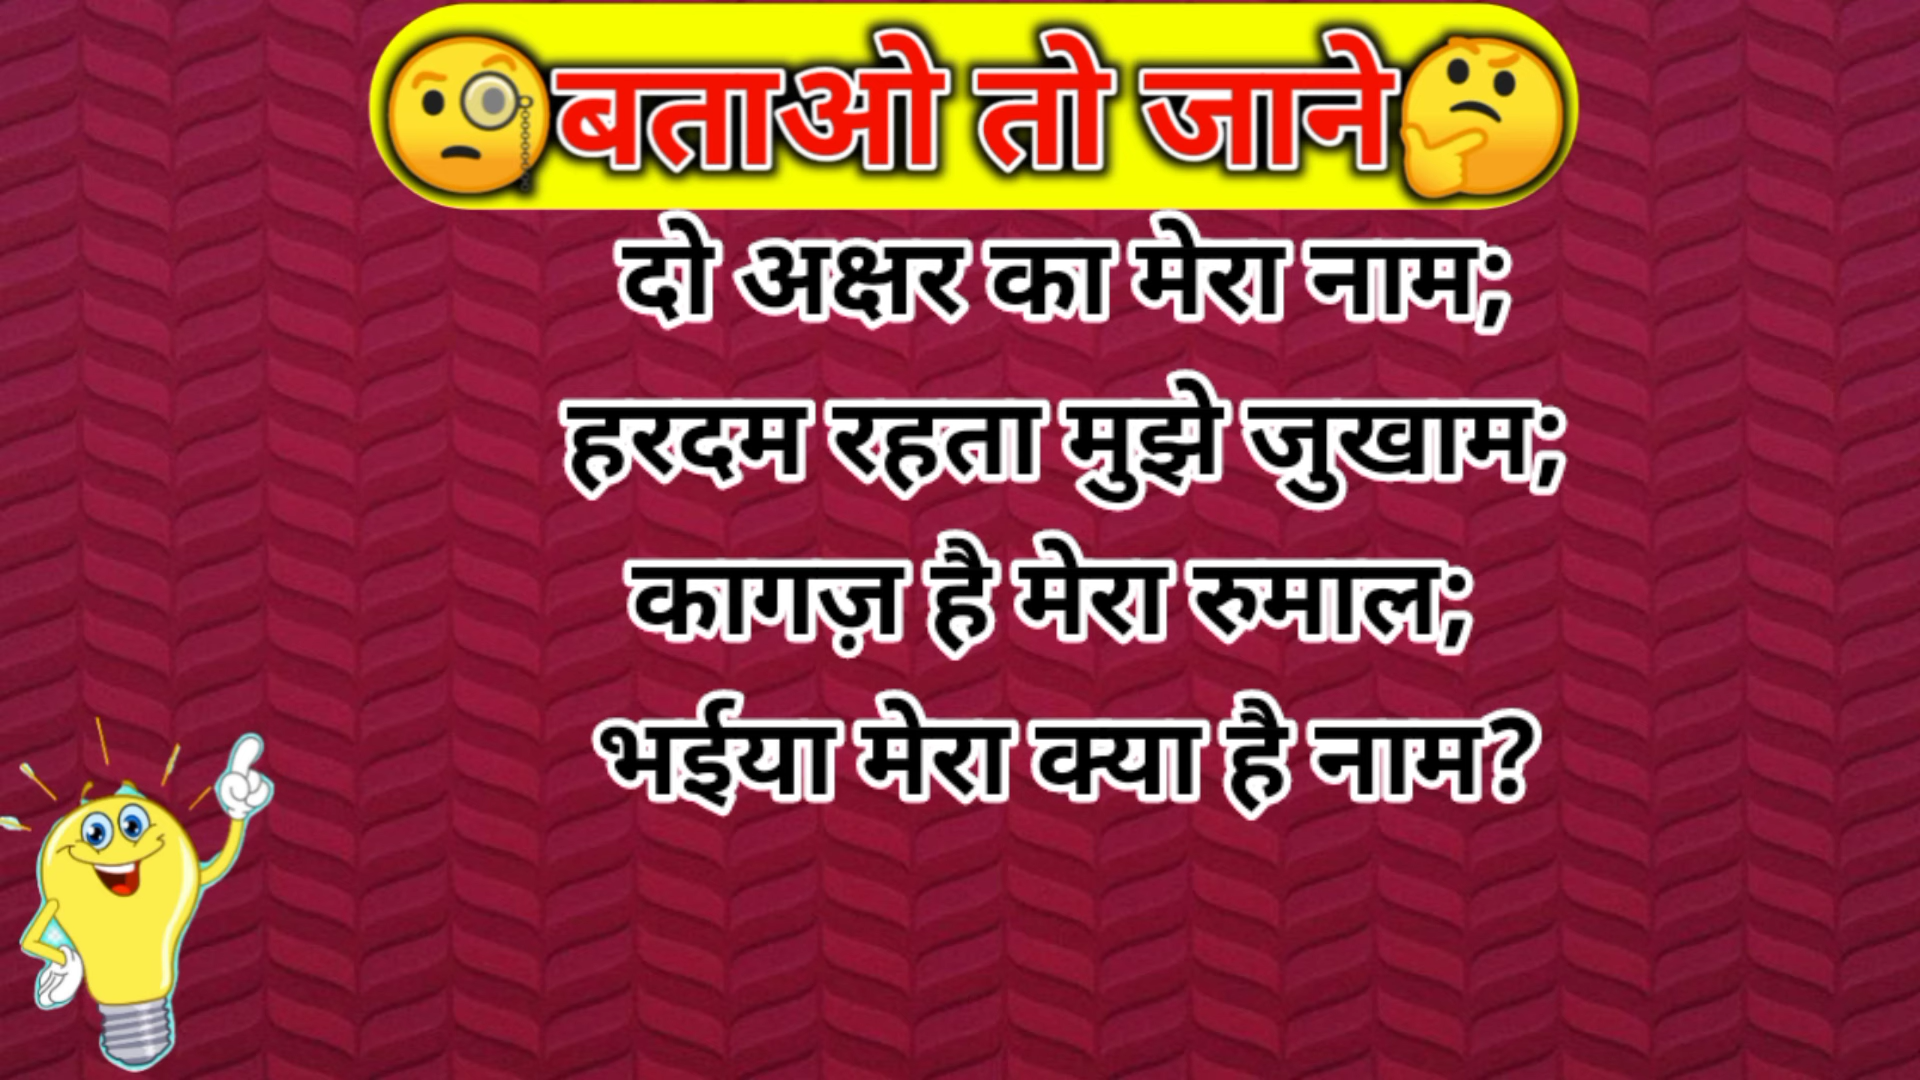 बताओ तो जाने
दो अक्षर का मेरा नाम;
हरदम रहता मुझे जुखाम;
कागज़ है मेरा रुमाल;
भईया मेरा क्या है नाम?